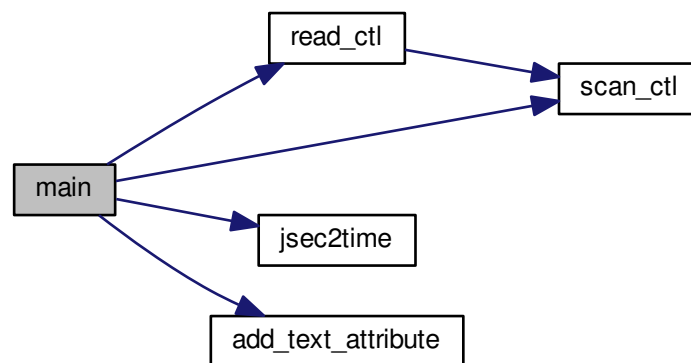 read_ctl
scan_ctl
main
jsec2time
add_text_attribute